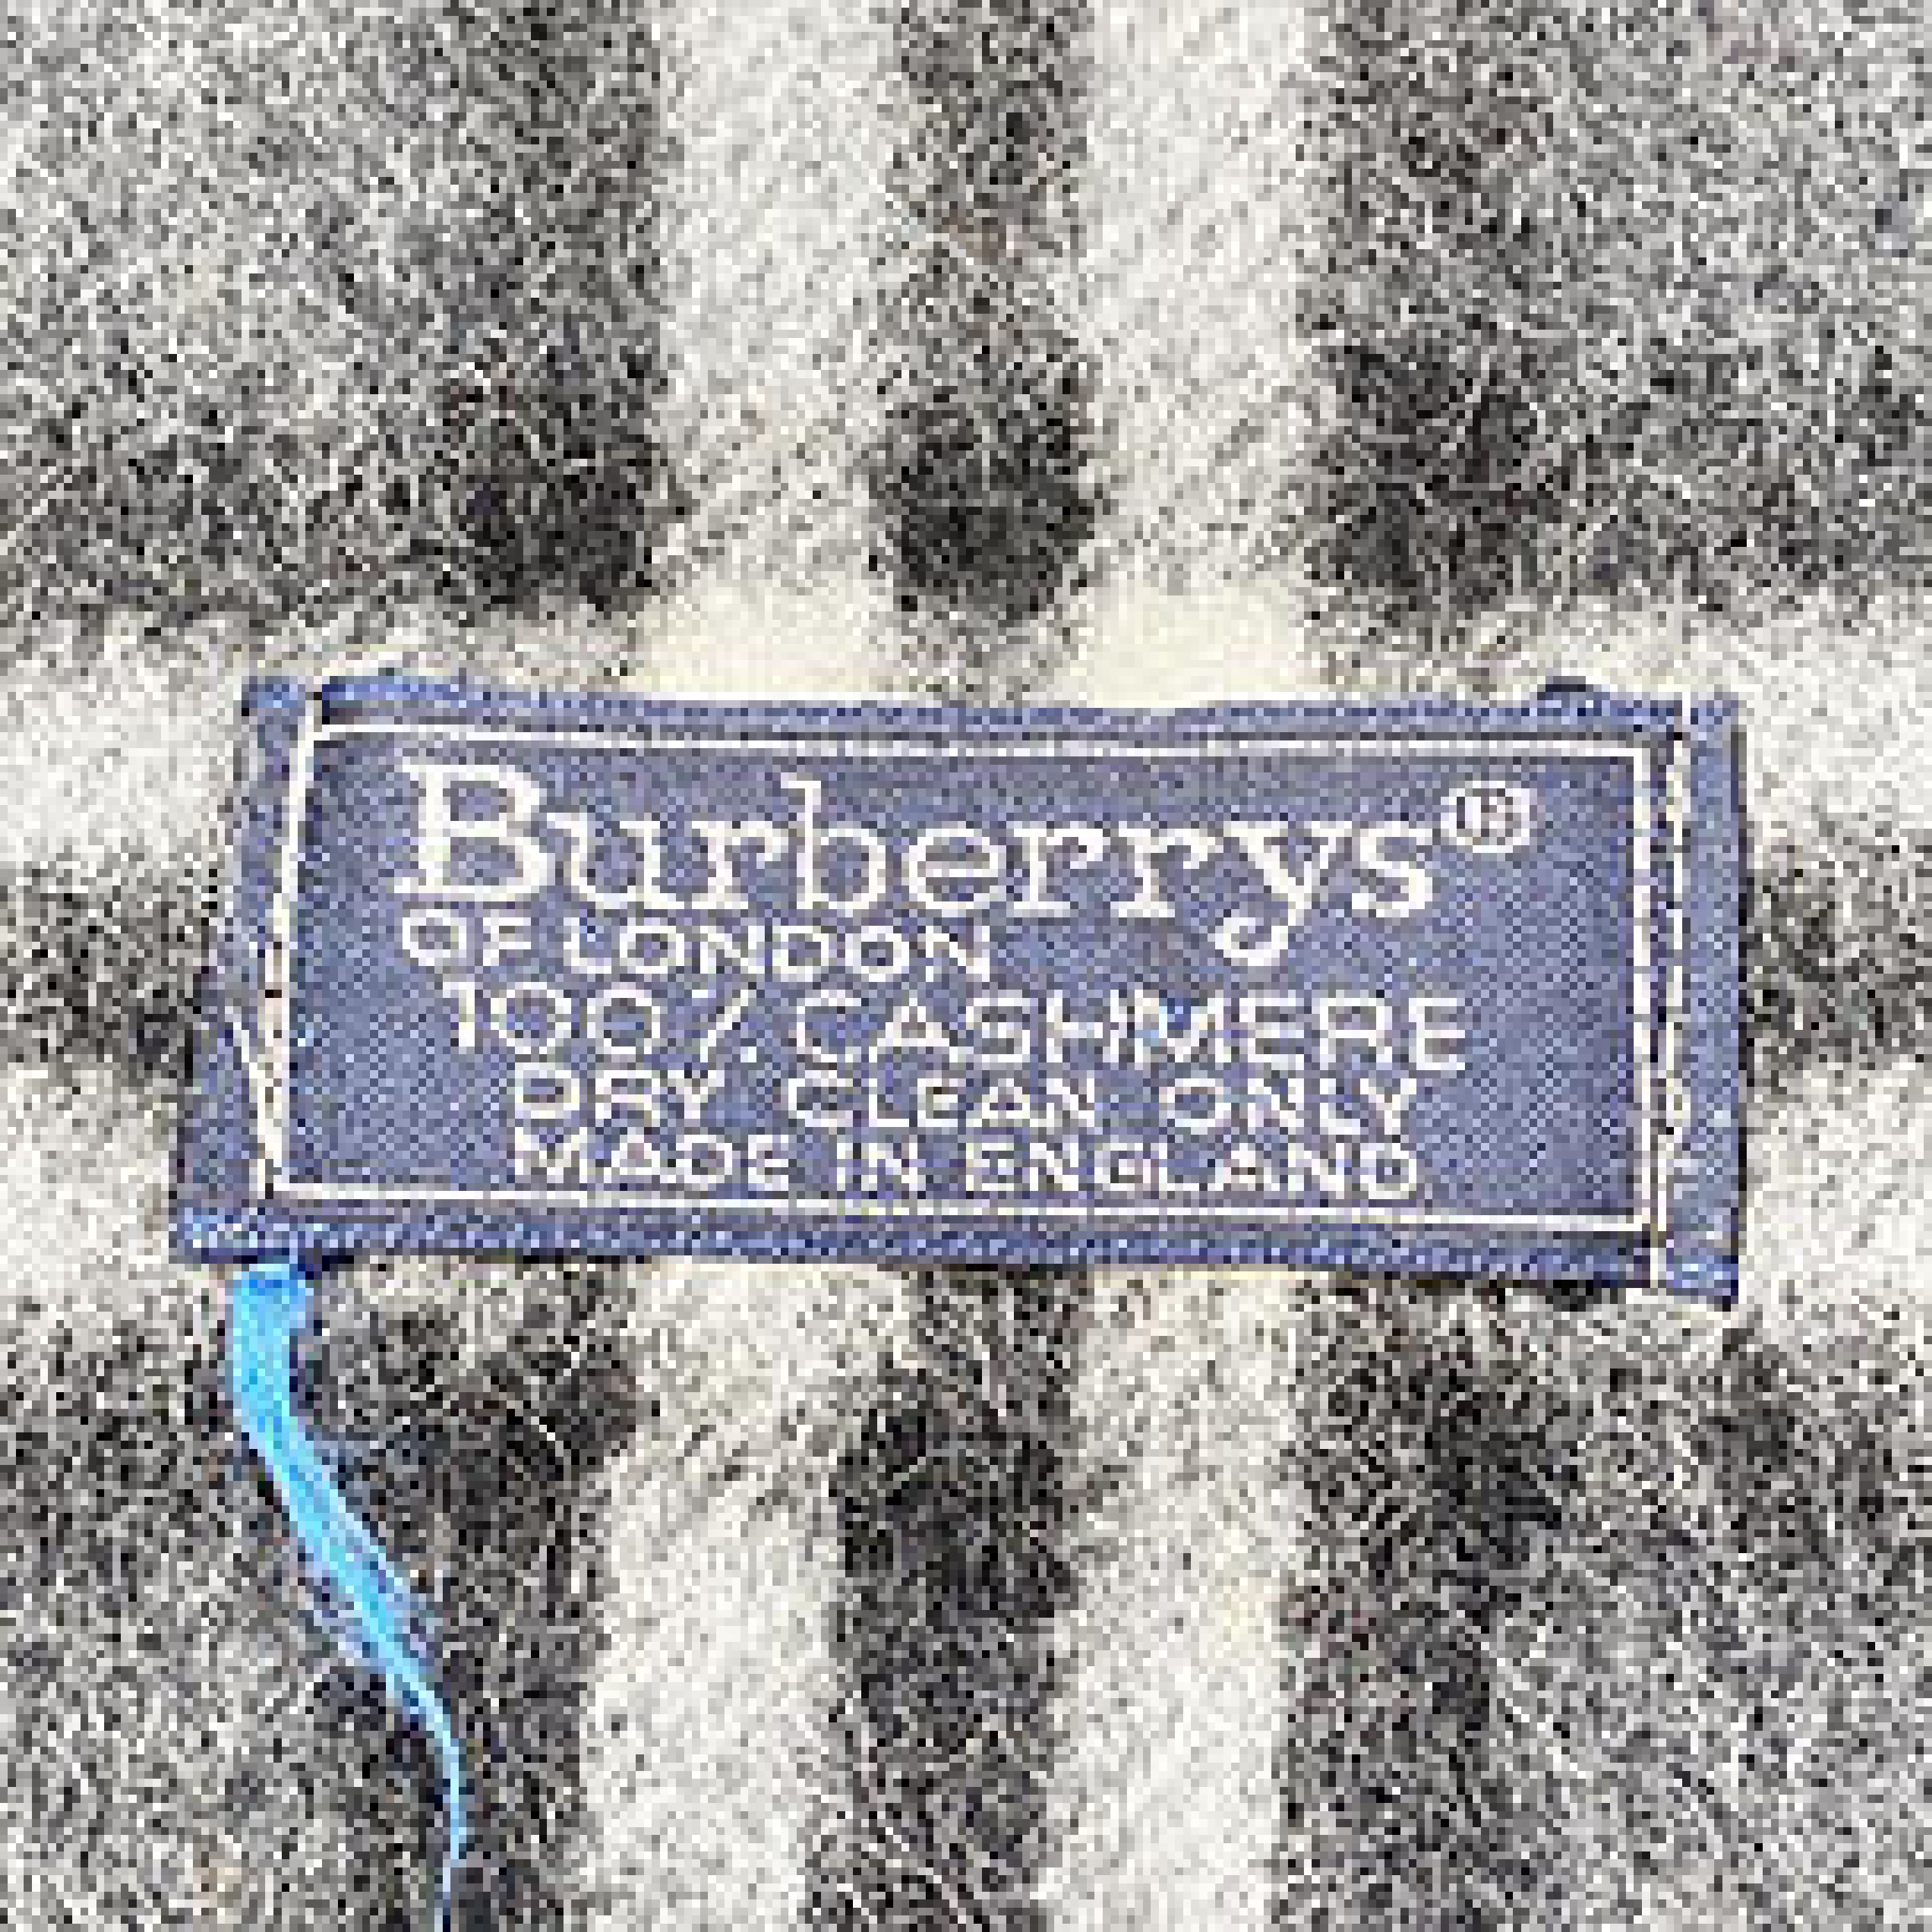 Burberrys®
OF LONDON
100% CASHMERE
DRY CLEAN ONLY
MADE IN ENGLAND